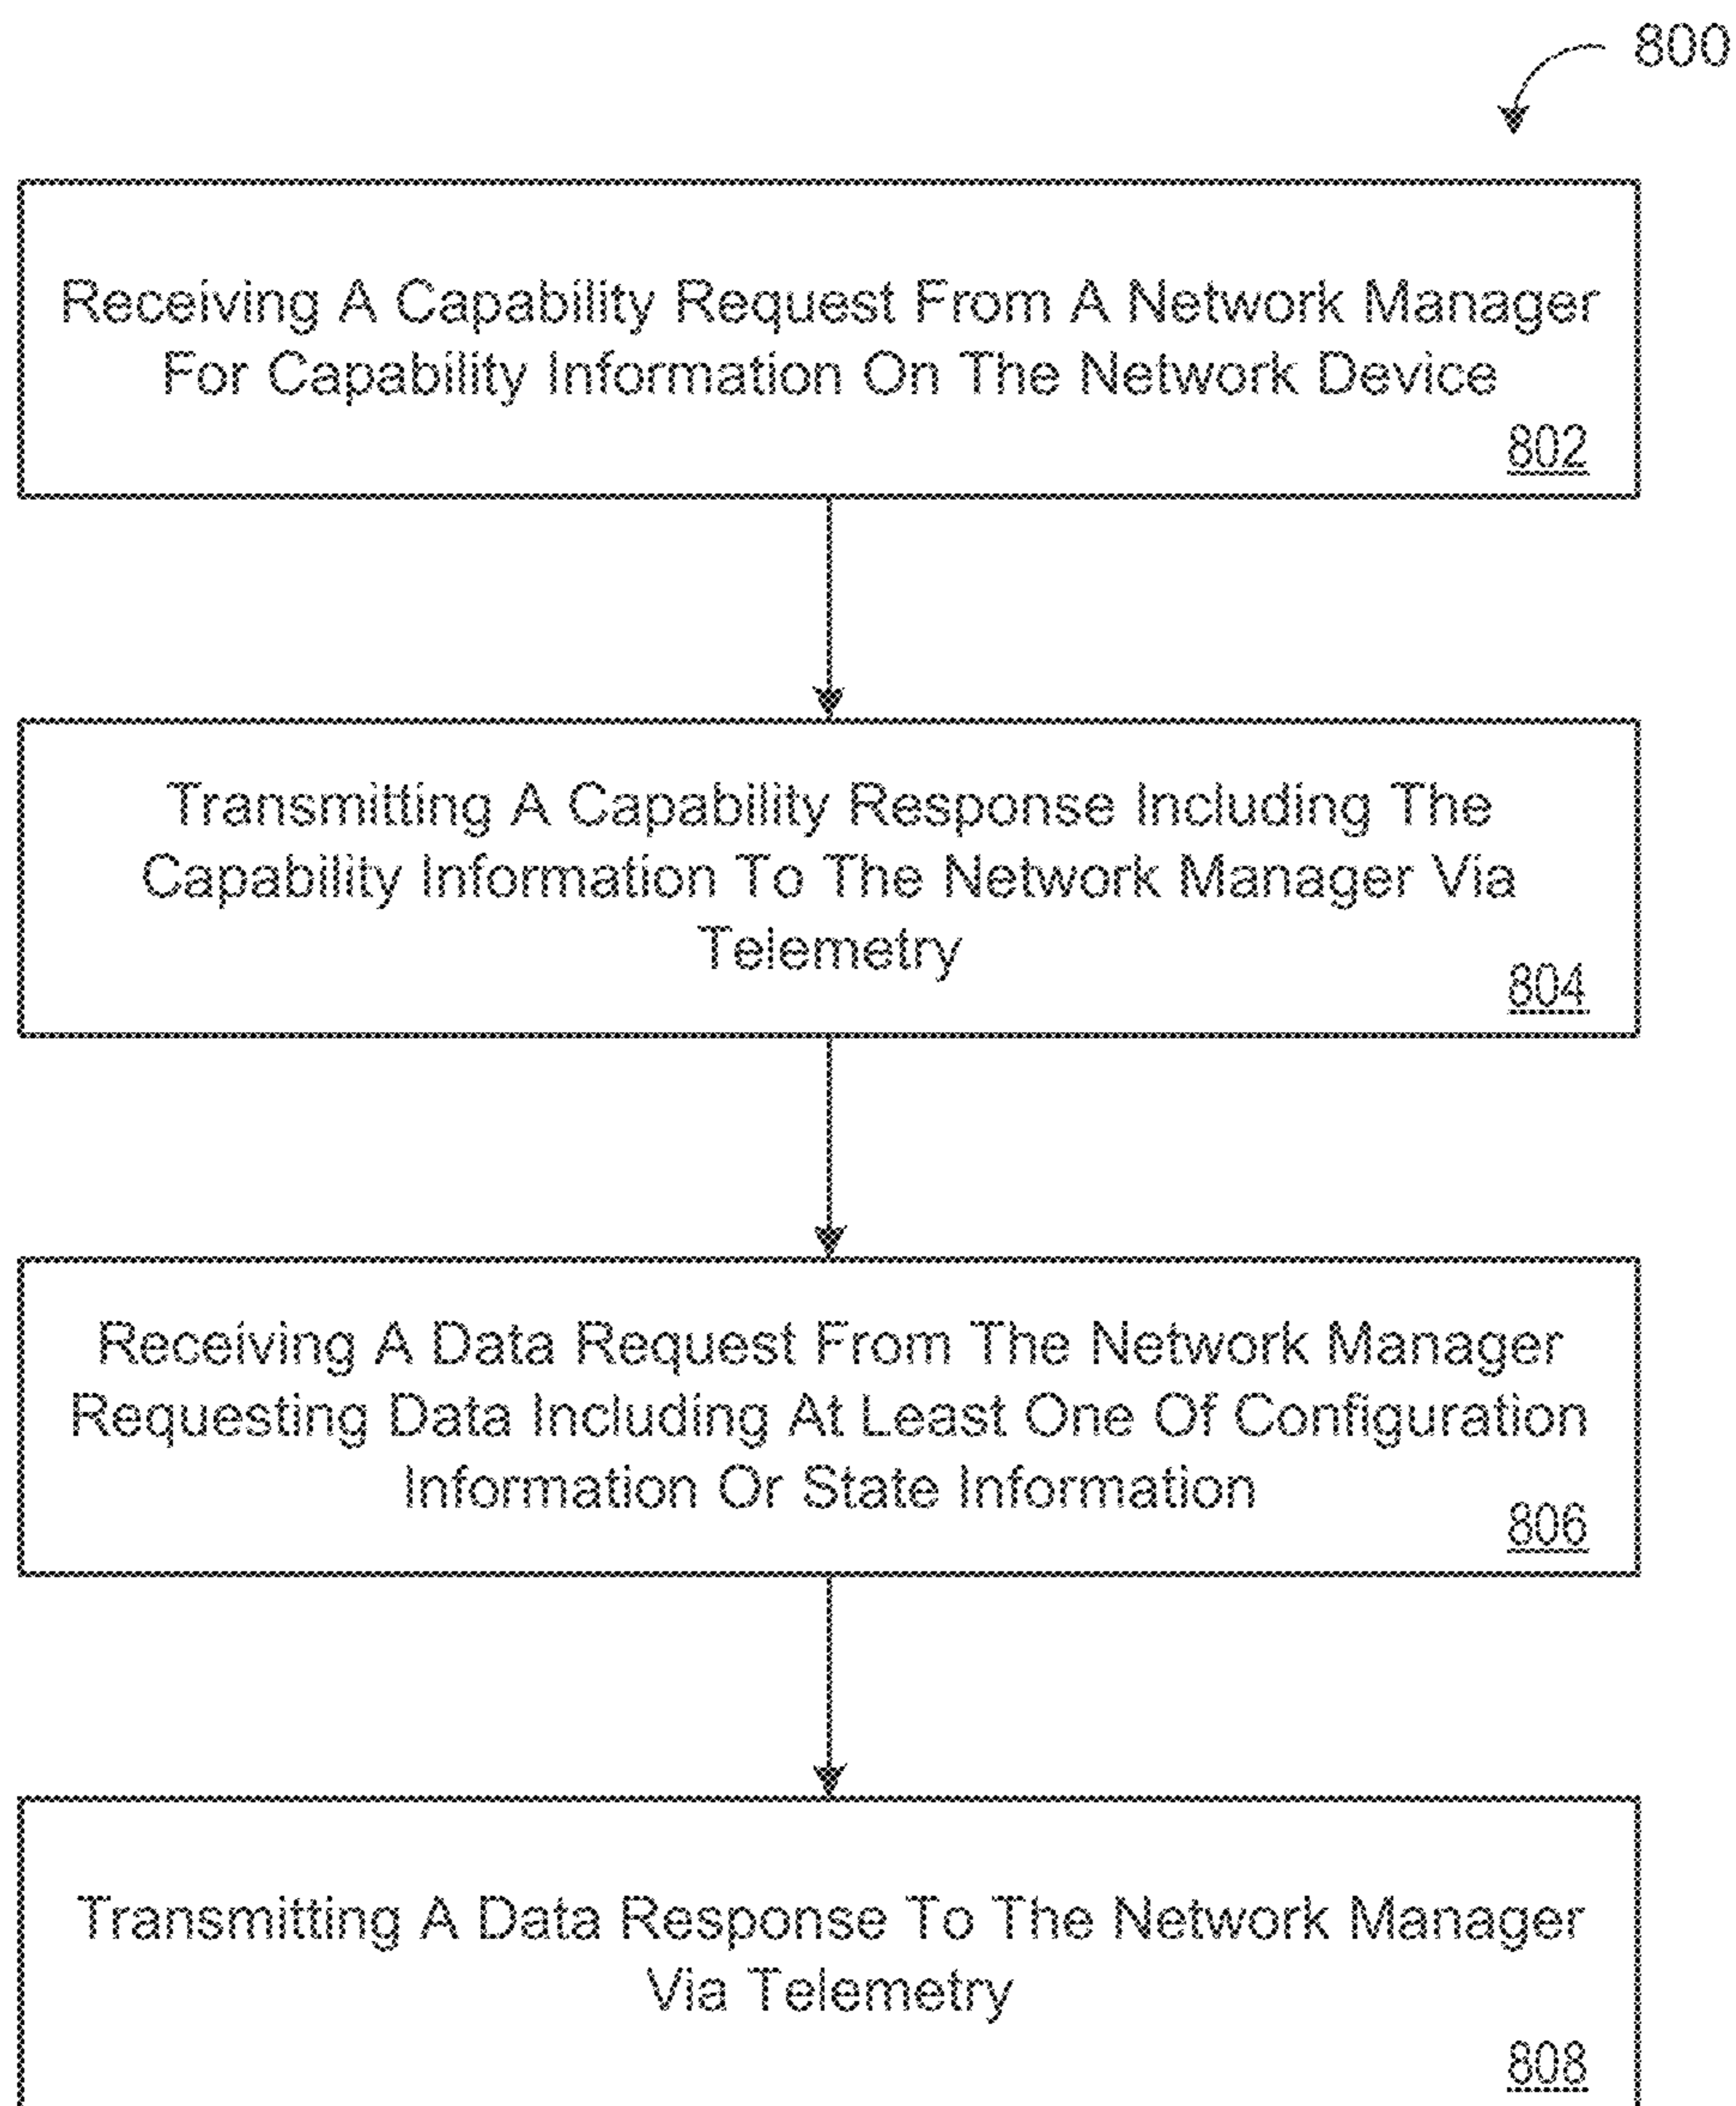 800
Receiving A Capability Request From A Network Manager
For Capability Information On The Network Device
802
Transmitting A Capability Response Including The
Capability Information To The Network Manager Via
Telemetry
804
Receiving A Data Request From The Network Manager
Requesting Data Including At Least One Of Configuration
Information Or State Information
806
Transmitting A Data Response To The Network Manager
Via Telemetry
808